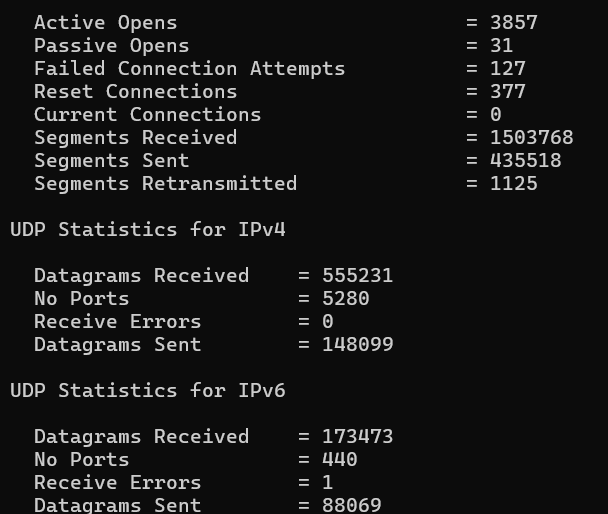 Active Opens = 3857
Passive Opens = 31
Failed Connection Attempts = 127
Reset Connections = 377
Current Connections = 0
Segments Received = 1503768
Segments Sent = 435518
Segments Retransmitted = 1125
UDP Statistics for IPv4
Datagrams Received = 555231
No Ports = 5280
Receive Errors = 0
Datagrams Sent = 148099
UDP Statistics for IPv6
Datagrams Received = 173473
No Ports = 440
Receive Errors = 1
Datagrams Sent = 88069